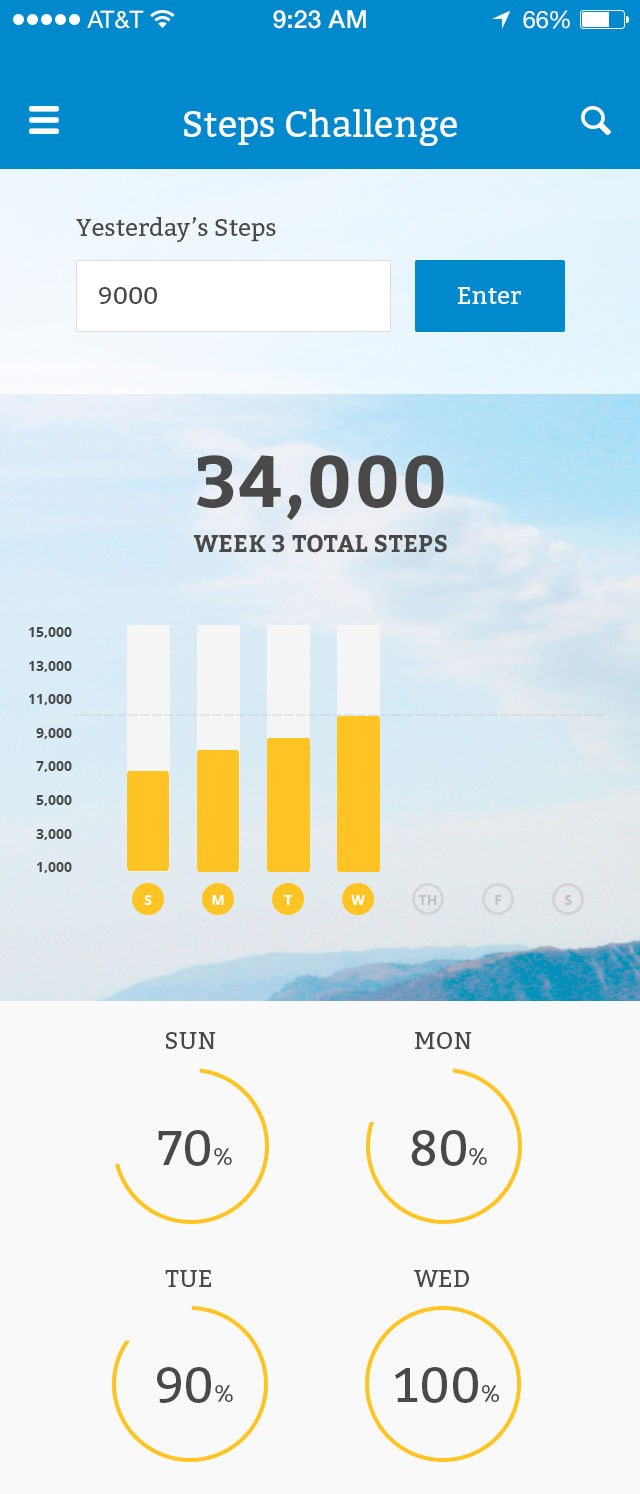 AT&T 9:23 AM 66%
Steps Challenge
Yesterday's Steps
9000 Enter
34,000
WEEK 3 TOTAL STEPS
15,000
13,000
11,000
9,000
7,000
5,000
3,000
1,000
S M T W TH F S
SUN MON
70% 80%
TUE WED
90% 100%